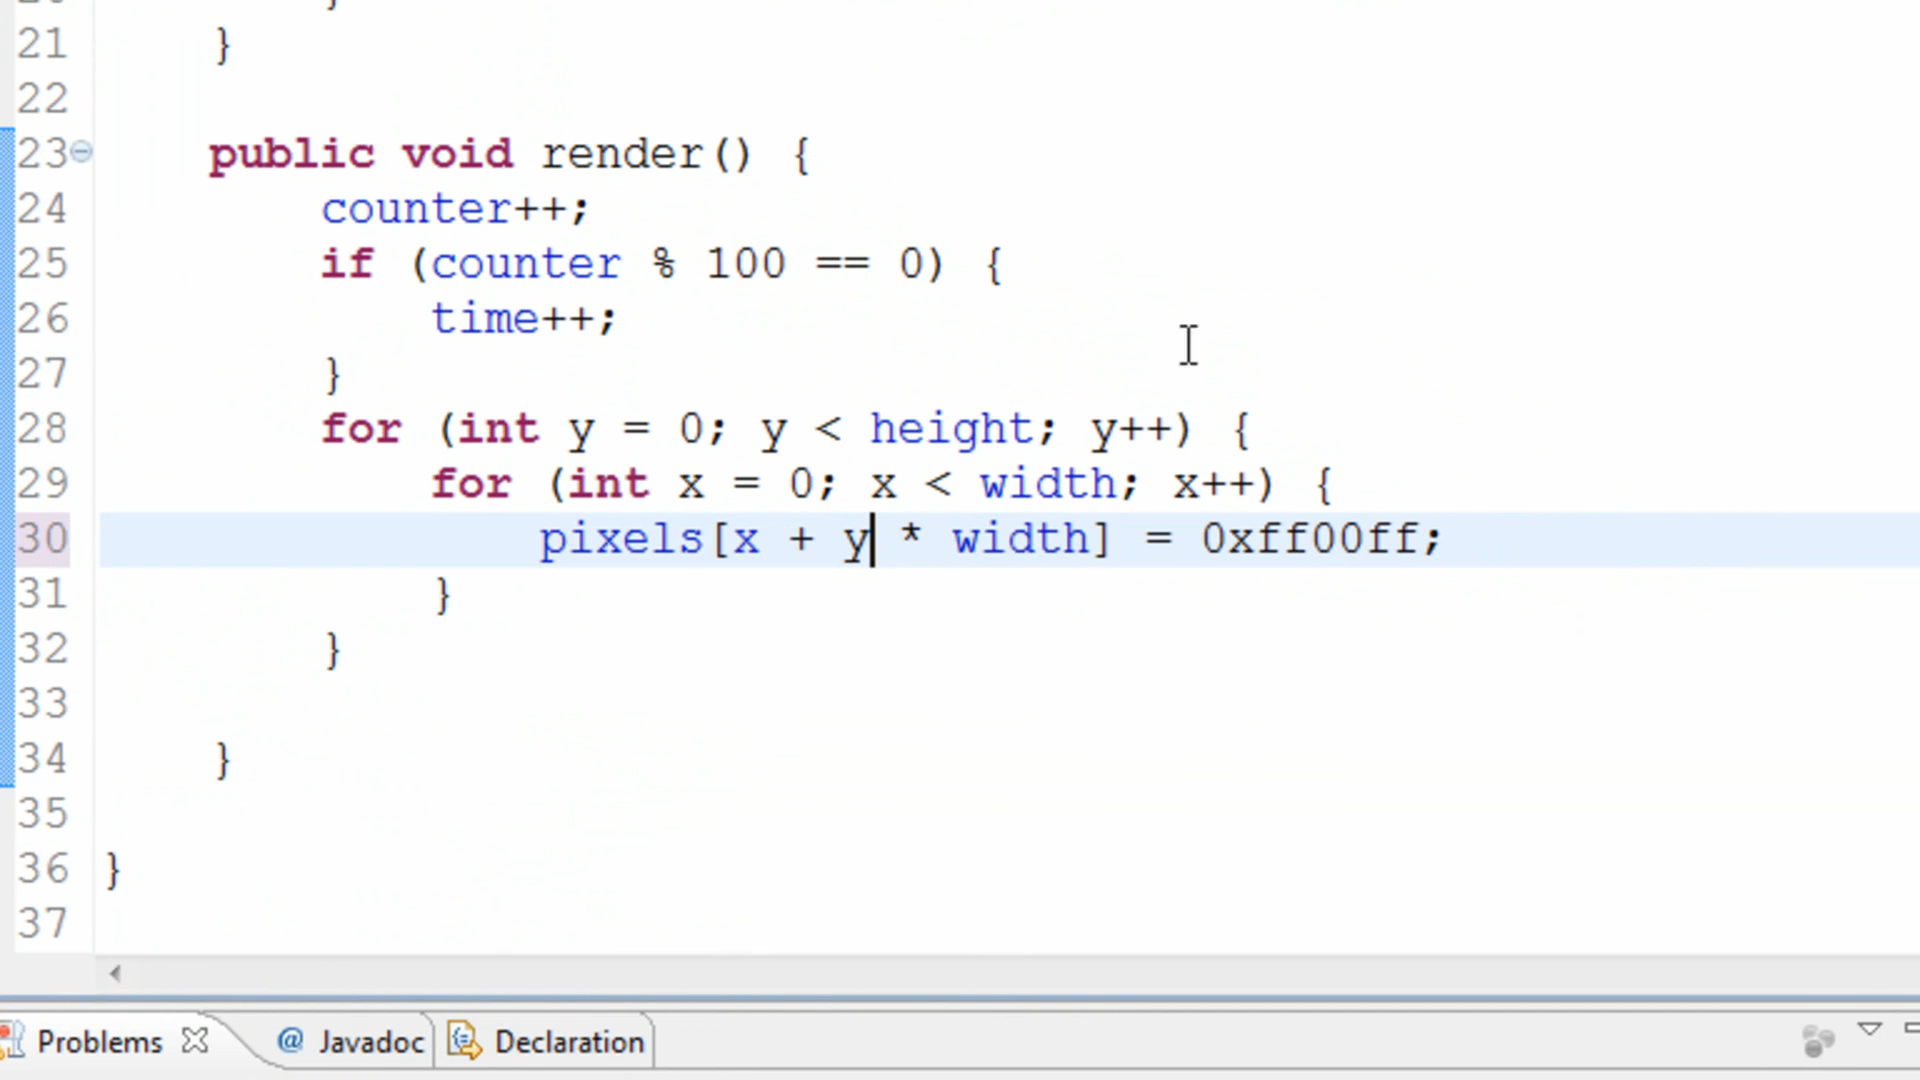 21 }
22
23 public void render() {
24 counter++;
25 if (counter % 100 == 0) {
26 time++;
27 }
28 for (int y = 0; y < height; y++) {
29 for (int x = 0; x < width; x++) {
30 pixels[x + y * width] = 0xff00ff;
31 }
32 }
33
34 }
35
36 }
37
Problems @ Javadoc Declaration